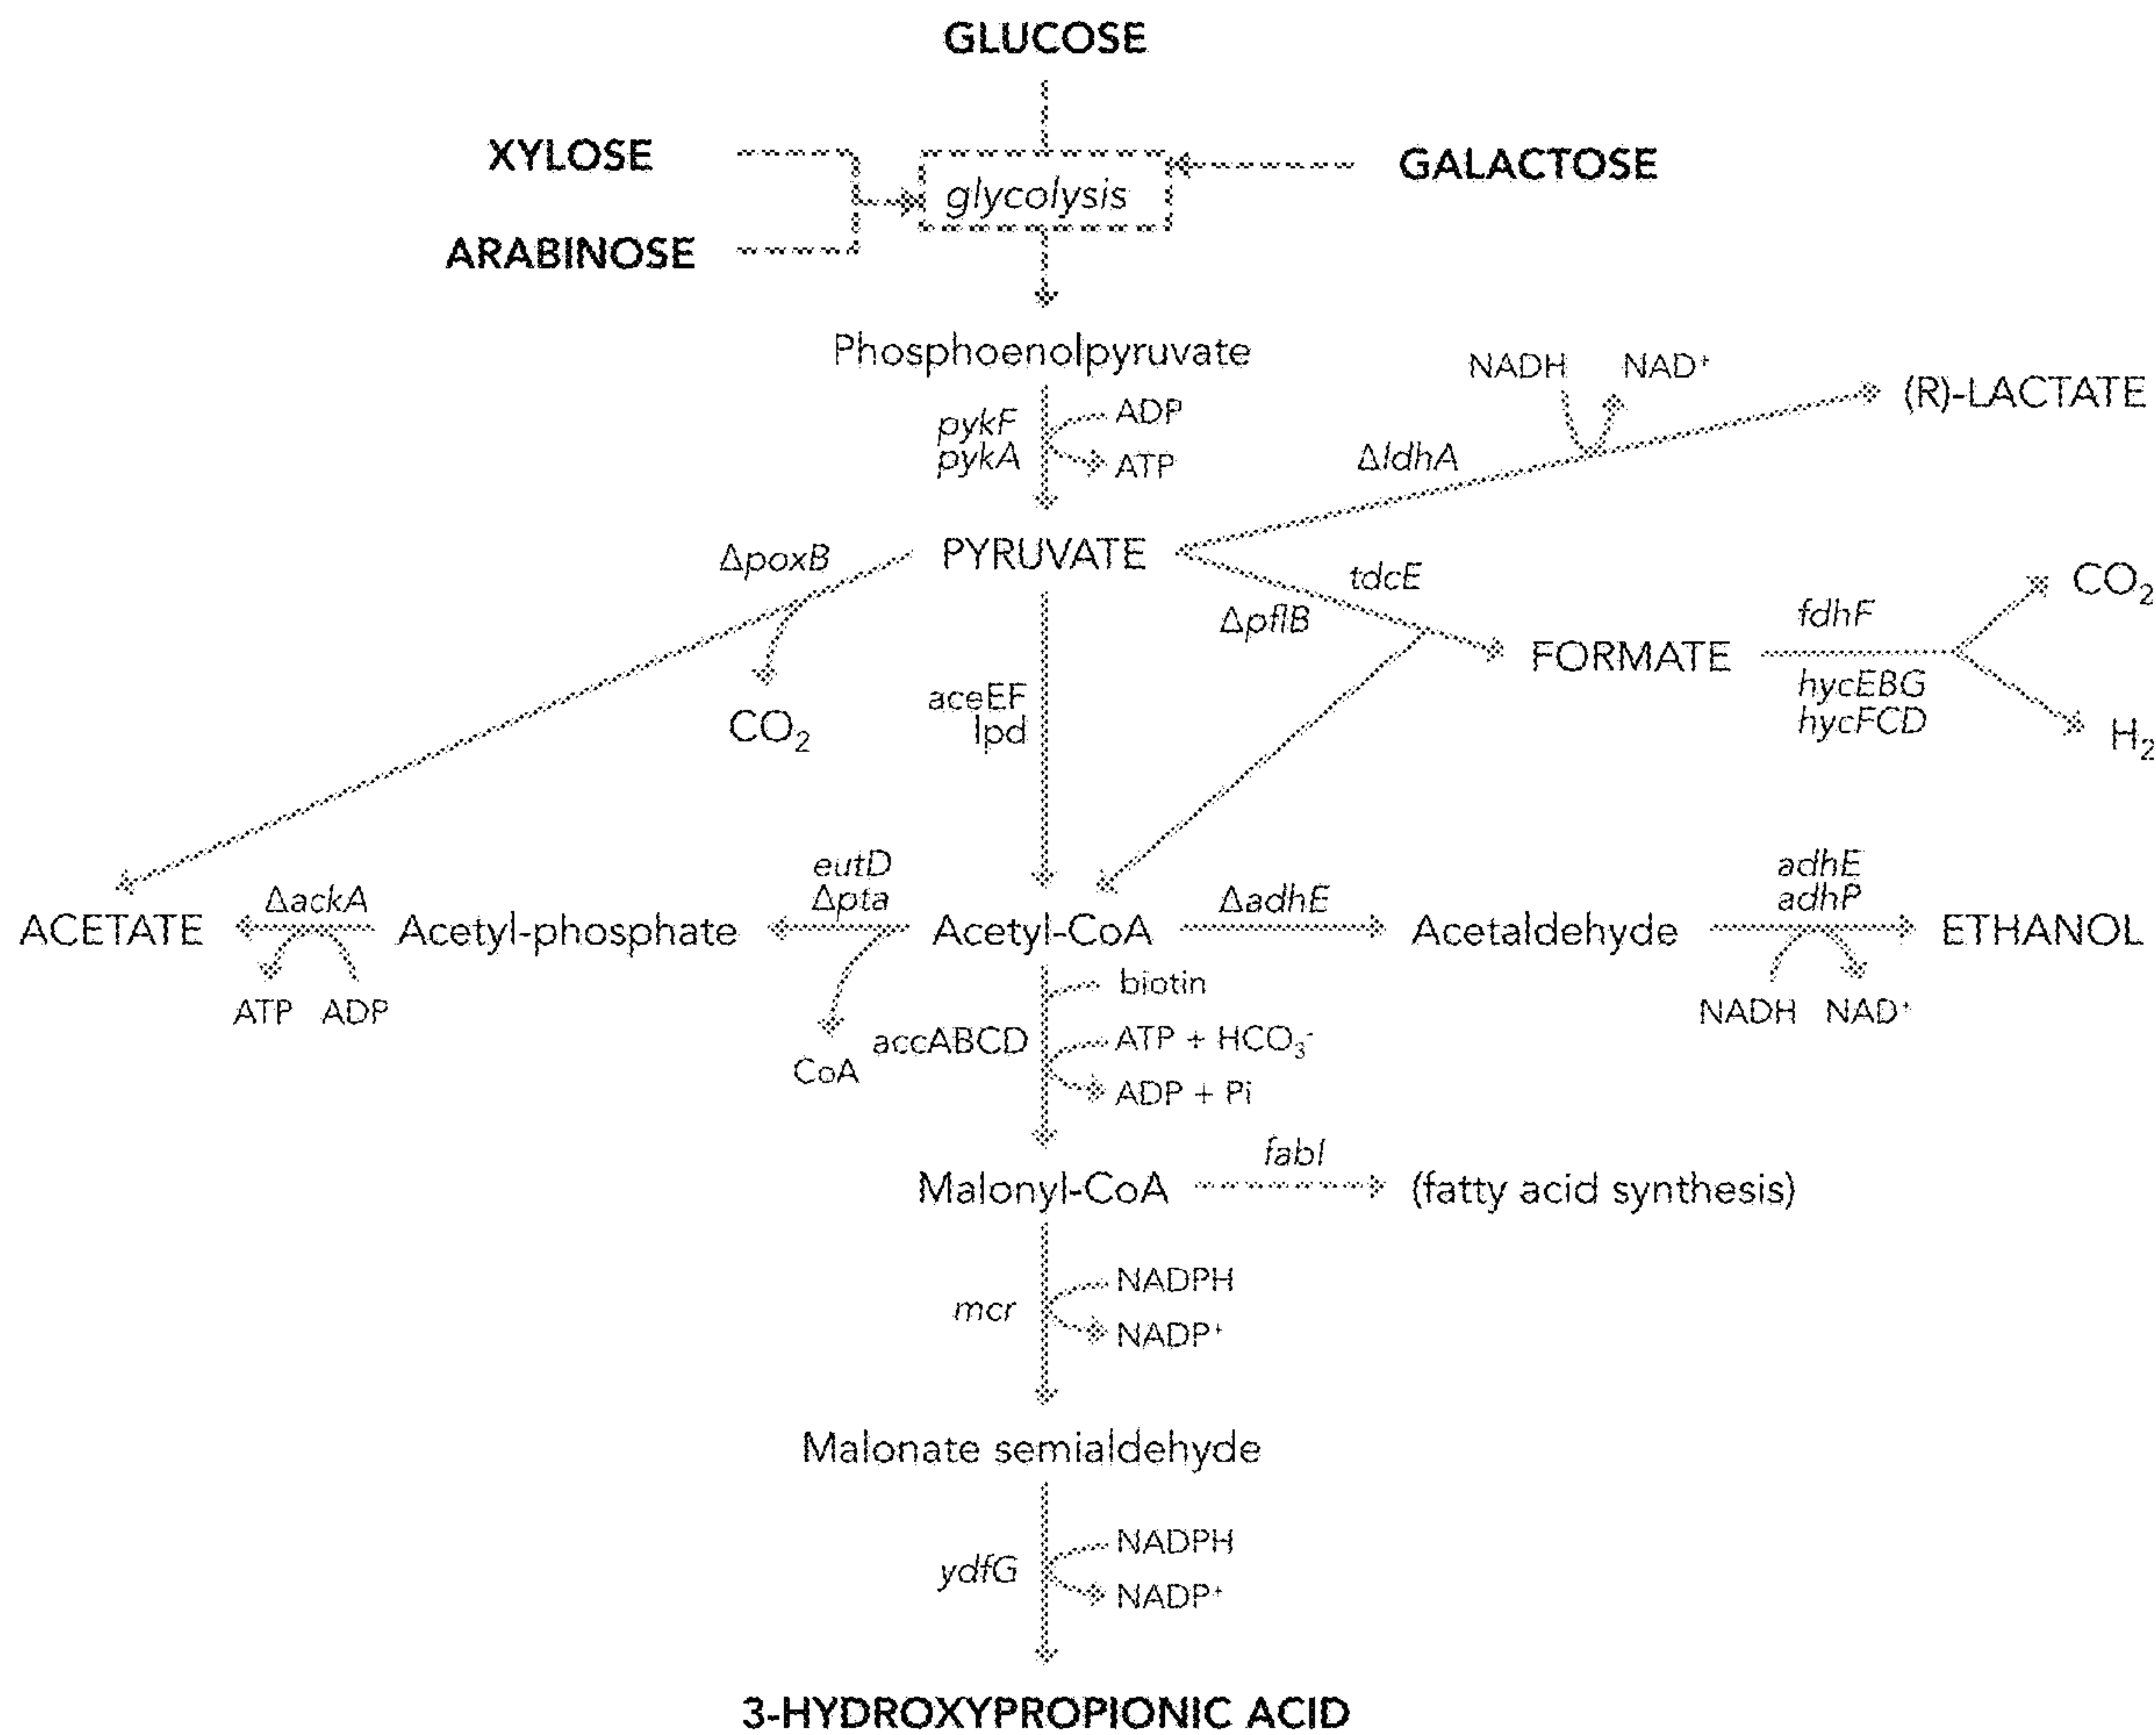 GLUCOSE
XYLOSE
GALACTOSE
glycolysis
ARABINOSE
Phosphoenolpyruvate
NADH NAD⁺
(R)-LACTATE
pykF
pykA
ADP
ATP
ΔldhA
PYRUVATE
ΔpoxB
tdcE
ΔpflB
CO₂
fdhF
FORMATE
hycEBG
hycFCD
H₂
aceEF
lpd
CO₂
eutD
Δpta
ΔackA
ΔadhE
adhE
adhP
ACETATE
Acetyl-phosphate
Acetyl-CoA
Acetaldehyde
ETHANOL
ATP ADP
CoA
biotin
accABCD
ATP + HCO₃⁻
ADP + Pi
NADH NAD⁺
Malonyl-CoA
fabI
(fatty acid synthesis)
mcr
NADPH
NADP⁺
Malonate semialdehyde
ydfG
NADPH
NADP⁺
3-HYDROXYPROPIONIC ACID